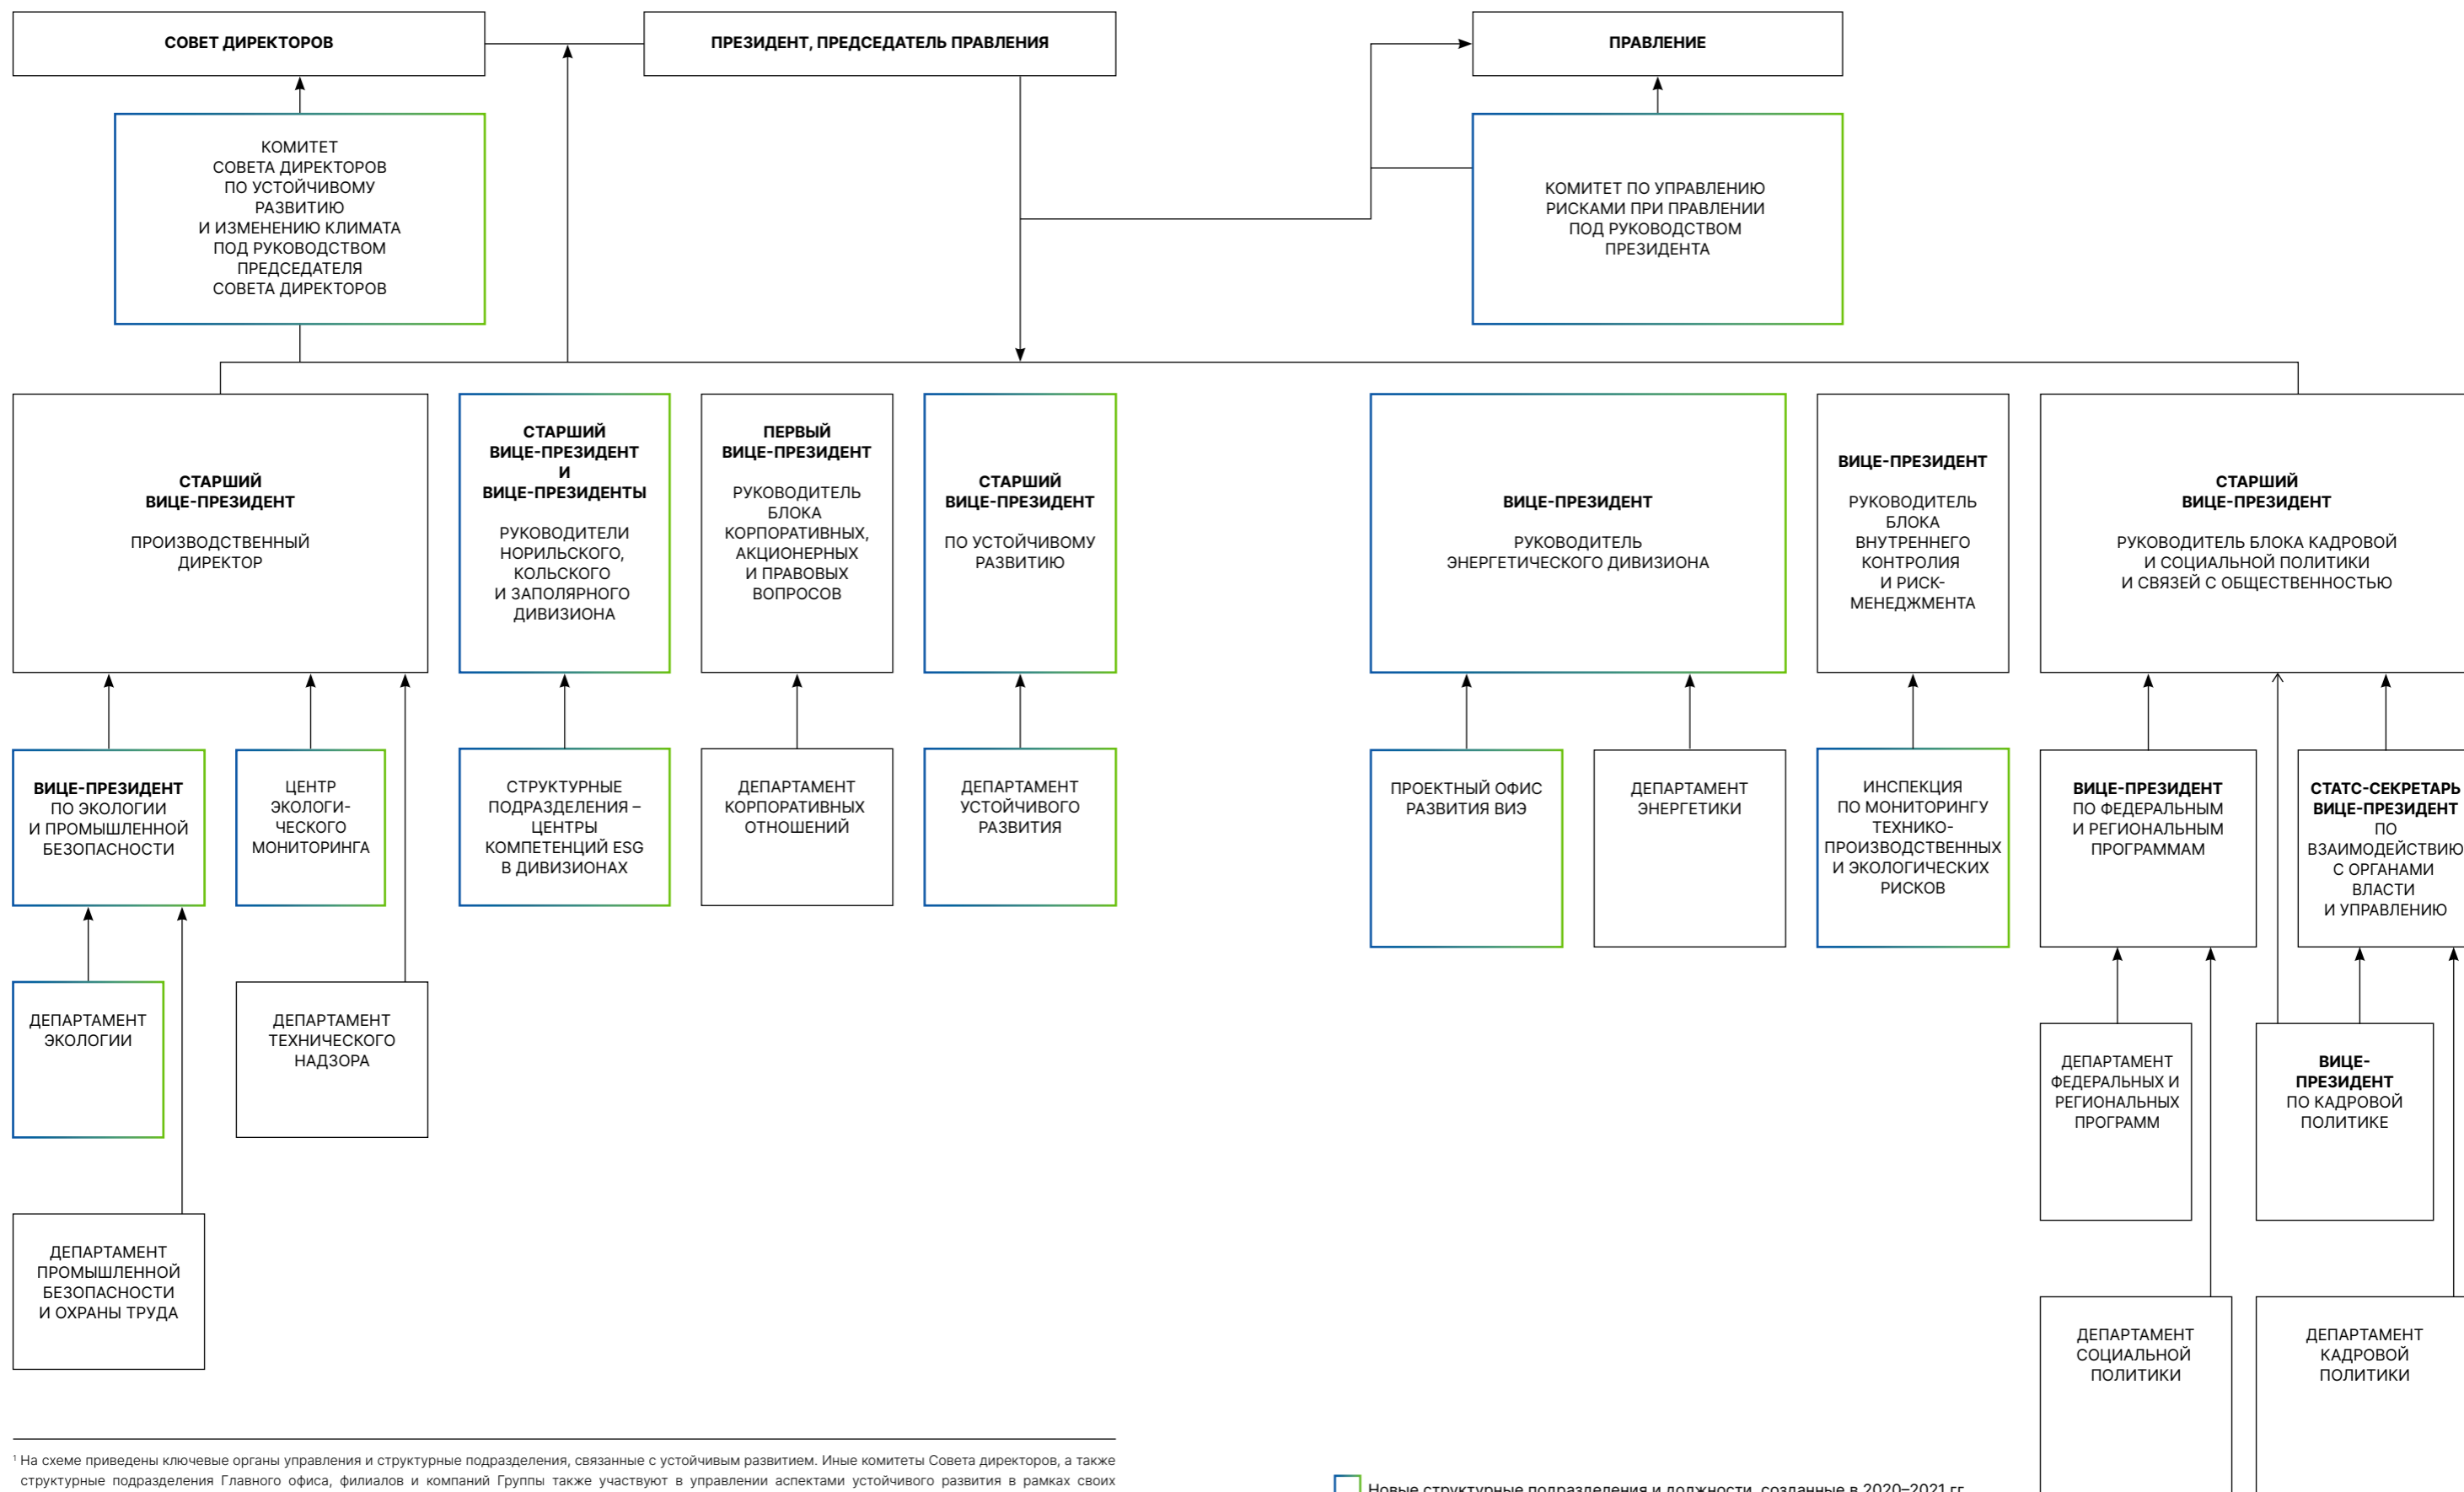 СОВЕТ ДИРЕКТОРОВ
ПРЕЗИДЕНТ, ПРЕДСЕДАТЕЛЬ ПРАВЛЕНИЯ
ПРАВЛЕНИЕ
КОМИТЕТ
СОВЕТА ДИРЕКТОРОВ
ПО УСТОЙЧИВОМУ
РАЗВИТИЮ
И ИЗМЕНЕНИЮ КЛИМАТА
ПОД РУКОВОДСТВОМ
ПРЕДСЕДАТЕЛЯ
СОВЕТА ДИРЕКТОРОВ
КОМИТЕТ ПО УПРАВЛЕНИЮ
РИСКАМИ ПРИ ПРАВЛЕНИИ
ПОД РУКОВОДСТВОМ
ПРЕЗИДЕНТА
СТАРШИЙ
ВИЦЕ-ПРЕЗИДЕНТ
ПРОИЗВОДСТВЕННЫЙ
ДИРЕКТОР
СТАРШИЙ
ВИЦЕ-ПРЕЗИДЕНТ
И
ВИЦЕ-ПРЕЗИДЕНТЫ
РУКОВОДИТЕЛИ
НОРИЛЬСКОГО,
КОЛЬСКОГО
И ЗАПОЛЯРНОГО
ДИВИЗИОНА
ПЕРВЫЙ
ВИЦЕ-ПРЕЗИДЕНТ
РУКОВОДИТЕЛЬ
БЛОКА
КОРПОРАТИВНЫХ,
АКЦИОНЕРНЫХ
И ПРАВОВЫХ
ВОПРОСОВ
СТАРШИЙ
ВИЦЕ-ПРЕЗИДЕНТ
ПО УСТОЙЧИВОМУ
РАЗВИТИЮ
ВИЦЕ-ПРЕЗИДЕНТ
РУКОВОДИТЕЛЬ
ЭНЕРГЕТИЧЕСКОГО ДИВИЗИОНА
ВИЦЕ-ПРЕЗИДЕНТ
РУКОВОДИТЕЛЬ
БЛОКА
ВНУТРЕННЕГО
КОНТРОЛИЯ
И РИСК-
МЕНЕДЖМЕНТА
СТАРШИЙ
ВИЦЕ-ПРЕЗИДЕНТ
РУКОВОДИТЕЛЬ БЛОКА КАДРОВОЙ
И СОЦИАЛЬНОЙ ПОЛИТИКИ
И СВЯЗЕЙ С ОБЩЕСТВЕННОСТЬЮ
ВИЦЕ-ПРЕЗИДЕНТ
ПО ЭКОЛОГИИ
И ПРОМЫШЛЕННОЙ
БЕЗОПАСНОСТИ
ЦЕНТР
ЭКОЛОГИ-
ЧЕСКОГО
МОНИТОРИНГА
СТРУКТУРНЫЕ
ПОДРАЗДЕЛЕНИЯ –
ЦЕНТРЫ
КОМПЕТЕНЦИЙ ESG
В ДИВИЗИОНАХ
ДЕПАРТАМЕНТ
КОРПОРАТИВНЫХ
ОТНОШЕНИЙ
ДЕПАРТАМЕНТ
УСТОЙЧИВОГО
РАЗВИТИЯ
ПРОЕКТНЫЙ ОФИС
РАЗВИТИЯ ВИЭ
ДЕПАРТАМЕНТ
ЭНЕРГЕТИКИ
ИНСПЕКЦИЯ
ПО МОНИТОРИНГУ
ТЕХНИКО-
ПРОИЗВОДСТВЕННЫХ
И ЭКОЛОГИЧЕСКИХ
РИСКОВ
ВИЦЕ-ПРЕЗИДЕНТ
ПО ФЕДЕРАЛЬНЫМ
И РЕГИОНАЛЬНЫМ
ПРОГРАММАМ
СТАТС-СЕКРЕТАРЬ
ВИЦЕ-ПРЕЗИДЕНТ
ПО
ВЗАИМОДЕЙСТВИЮ
С ОРГАНАМИ
ВЛАСТИ
И УПРАВЛЕНИЮ
ДЕПАРТАМЕНТ
ЭКОЛОГИИ
ДЕПАРТАМЕНТ
ТЕХНИЧЕСКОГО
НАДЗОРА
ДЕПАРТАМЕНТ
ФЕДЕРАЛЬНЫХ И
РЕГИОНАЛЬНЫХ
ПРОГРАММ
ВИЦЕ-
ПРЕЗИДЕНТ
ПО КАДРОВОЙ
ПОЛИТИКЕ
ДЕПАРТАМЕНТ
ПРОМЫШЛЕННОЙ
БЕЗОПАСНОСТИ
И ОХРАНЫ ТРУДА
ДЕПАРТАМЕНТ
СОЦИАЛЬНОЙ
ПОЛИТИКИ
ДЕПАРТАМЕНТ
КАДРОВОЙ
ПОЛИТИКИ
¹ На схеме приведены ключевые органы управления и структурные подразделения, связанные с устойчивым развитием. Иные комитеты Совета директоров, а также
структурные подразделения Главного офиса, филиалов и компаний Группы также участвуют в управлении аспектами устойчивого развития в рамках своих
Новые структурные подразделения и должности, созданные в 2020–2021 гг.